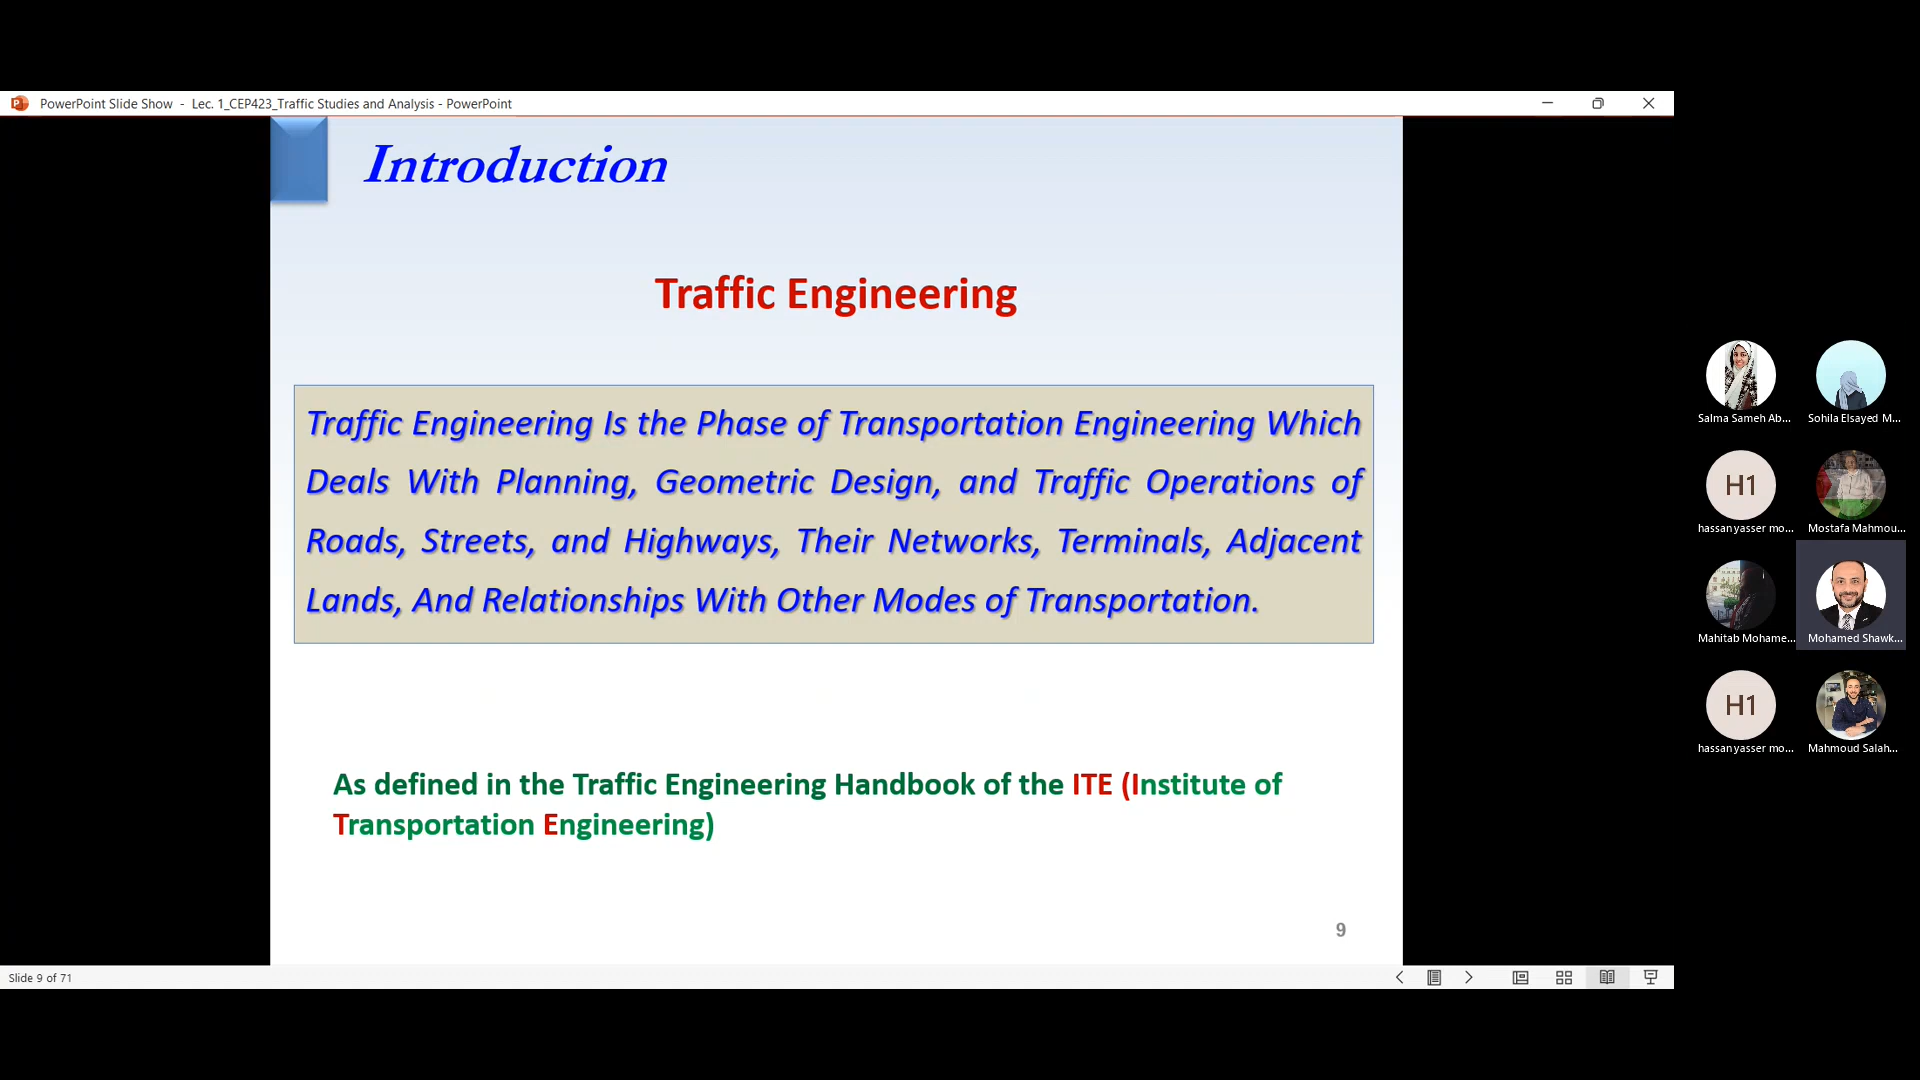 PowerPoint Slide Show - Lec. 1_CEP423_Traffic Studies and Analysis - PowerPoint
Introduction
Traffic Engineering
Traffic Engineering Is the Phase of Transportation Engineering Which
Deals With Planning, Geometric Design, and Traffic Operations of
Roads, Streets, and Highways, Their Networks, Terminals, Adjacent
Lands, And Relationships With Other Modes of Transportation.
As defined in the Traffic Engineering Handbook of the ITE (Institute of
Transportation Engineering)
9
Slide 9 of 71
Salma Sameh Ab...
Sohila Elsayed M...
H1
hassan yasser mo...
Mostafa Mahmou...
Mahitab Mohame...
Mohamed Shawk...
H1
hassan yasser mo...
Mahmoud Salah...